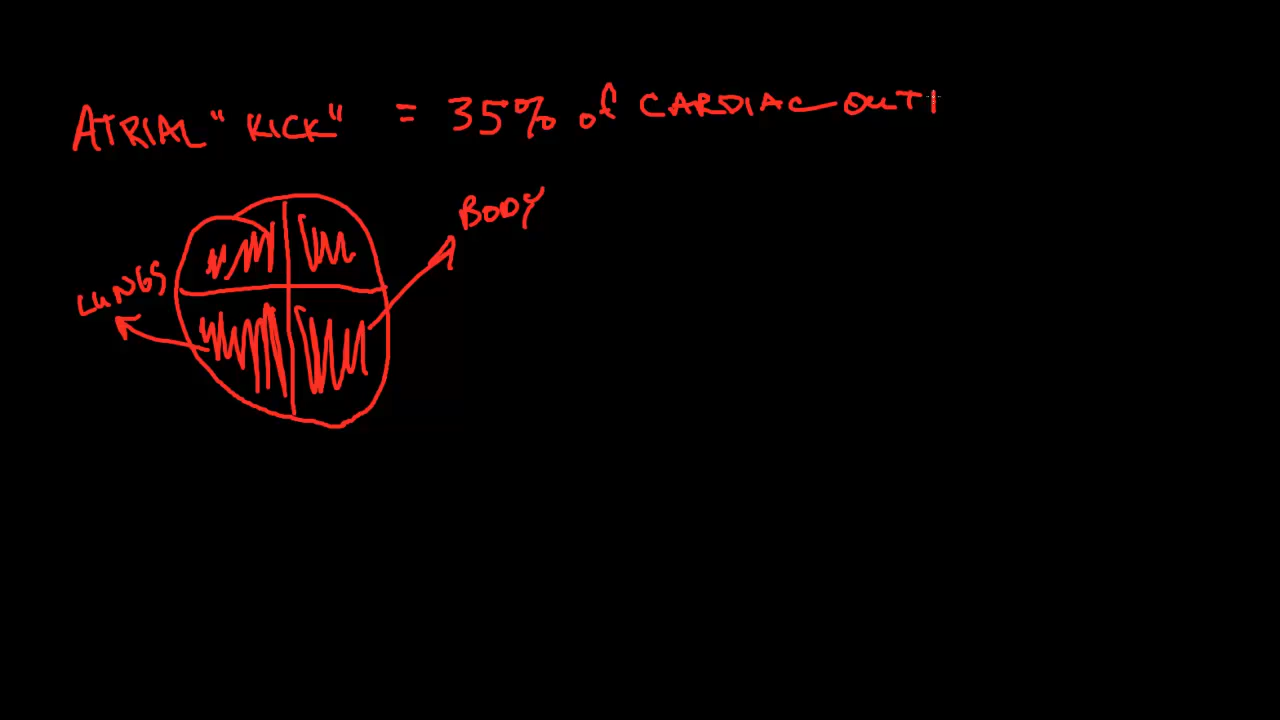 ATRIAL "KICK" = 35% of CARDIAC OUT
BODY
LUNGS